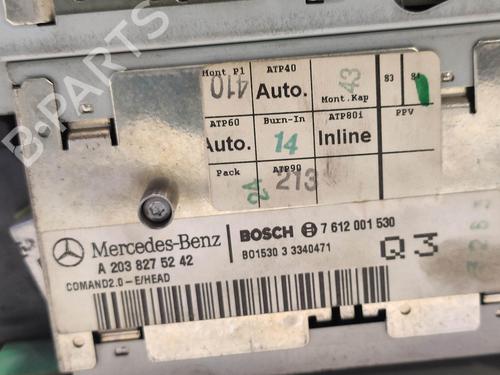 Mont P1 ATP40 43 83 84
410 Auto. Mont.Kap
ATP60 Burn-In ATP80i PPV
Auto. 14 Inline
Pack 24 ATP90
213
Mercedes-Benz BOSCH 7 612 001 530
A 203 827 52 42 BO1530 3 3340471 Q3
COMAND2.0-E/HEAD
B-PARTS